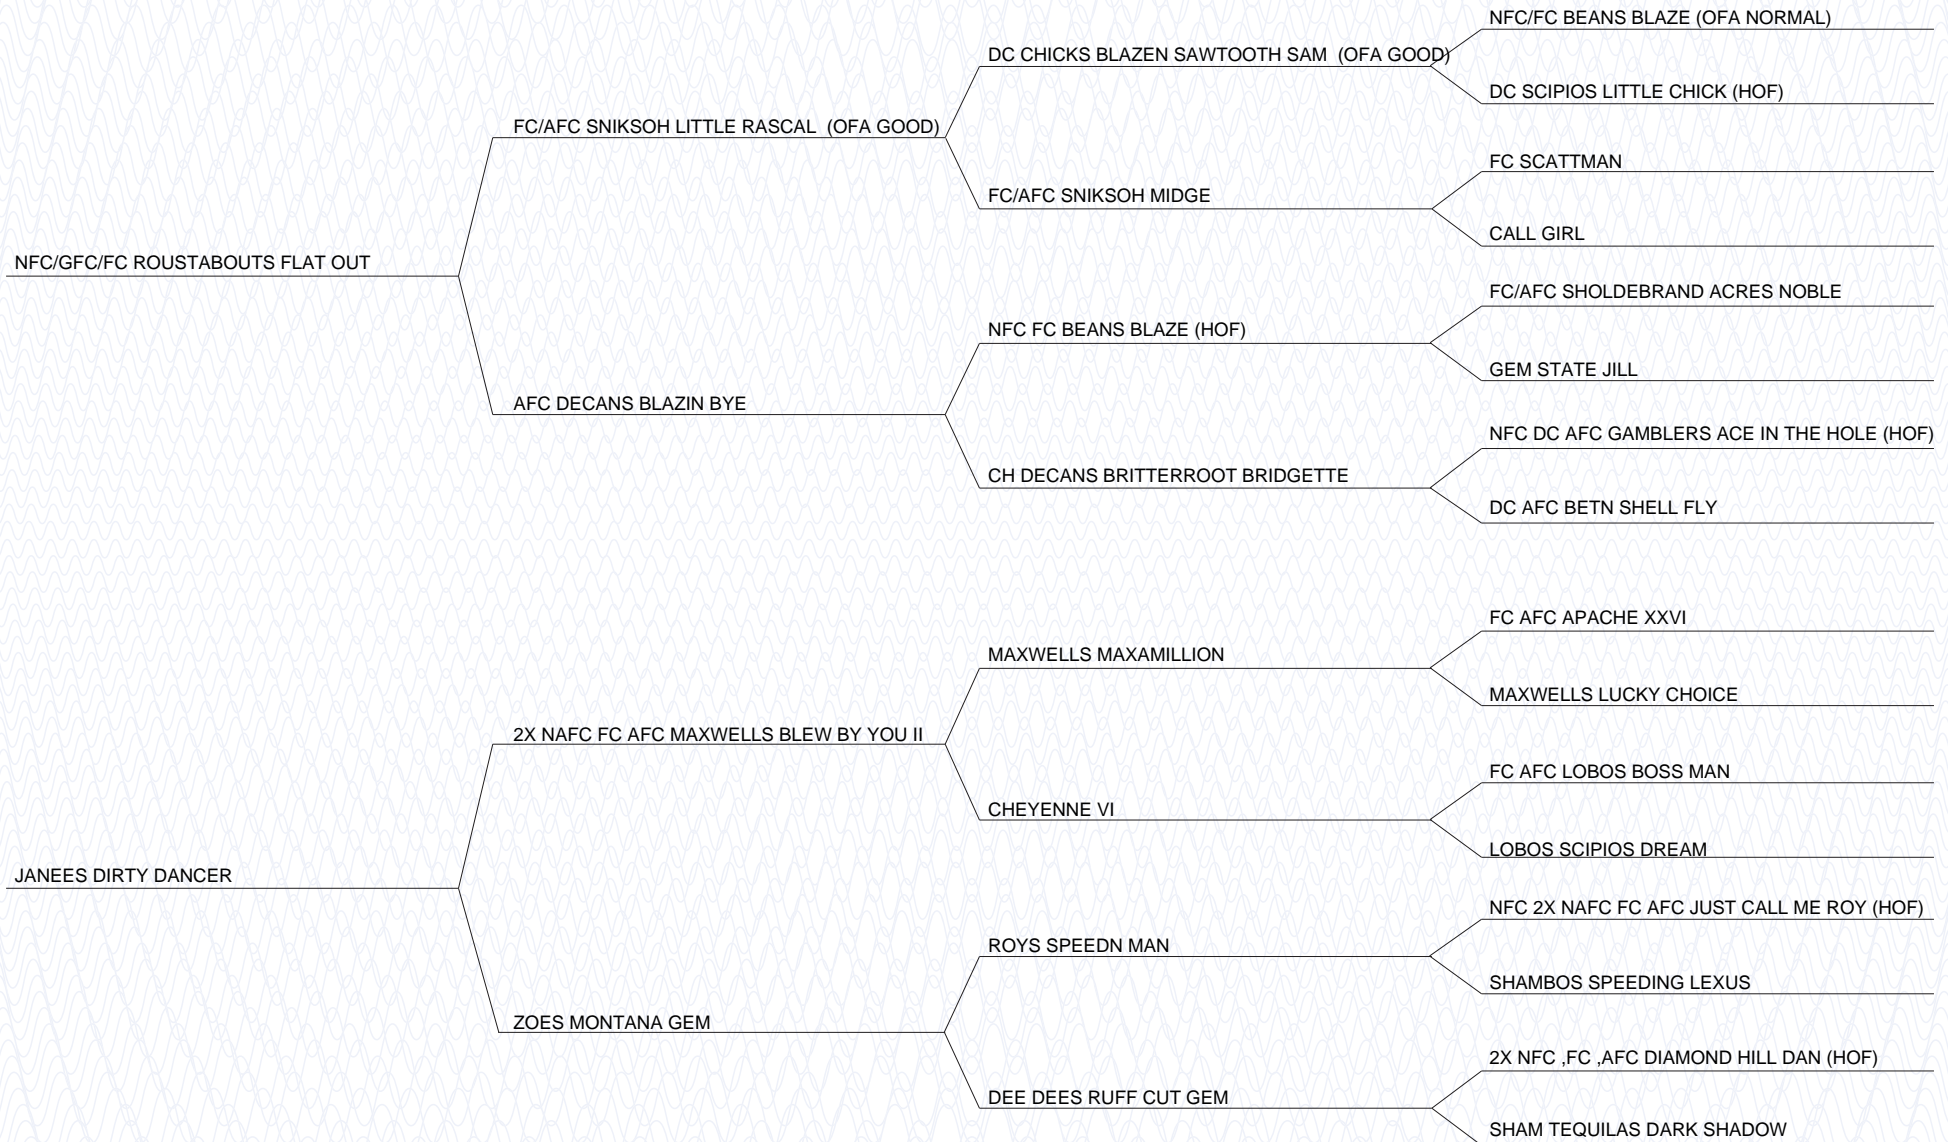 NFC/FC BEANS BLAZE (OFA NORMAL)
DC CHICKS BLAZEN SAWTOOTH SAM  (OFA GOOD)
DC SCIPIOS LITTLE CHICK (HOF)
FC/AFC SNIKSOH LITTLE RASCAL  (OFA GOOD)
FC SCATTMAN
FC/AFC SNIKSOH MIDGE
CALL GIRL
NFC/GFC/FC ROUSTABOUTS FLAT OUT
FC/AFC SHOLDEBRAND ACRES NOBLE
NFC FC BEANS BLAZE (HOF)
GEM STATE JILL
AFC DECANS BLAZIN BYE
NFC DC AFC GAMBLERS ACE IN THE HOLE (HOF)
CH DECANS BRITTERROOT BRIDGETTE
DC AFC BETN SHELL FLY
FC AFC APACHE XXVI
MAXWELLS MAXAMILLION
MAXWELLS LUCKY CHOICE
2X NAFC FC AFC MAXWELLS BLEW BY YOU II
FC AFC LOBOS BOSS MAN
CHEYENNE VI
LOBOS SCIPIOS DREAM
JANEES DIRTY DANCER
NFC 2X NAFC FC AFC JUST CALL ME ROY (HOF)
ROYS SPEEDN MAN
SHAMBOS SPEEDING LEXUS
ZOES MONTANA GEM
2X NFC ,FC ,AFC DIAMOND HILL DAN (HOF)
DEE DEES RUFF CUT GEM
SHAM TEQUILAS DARK SHADOW